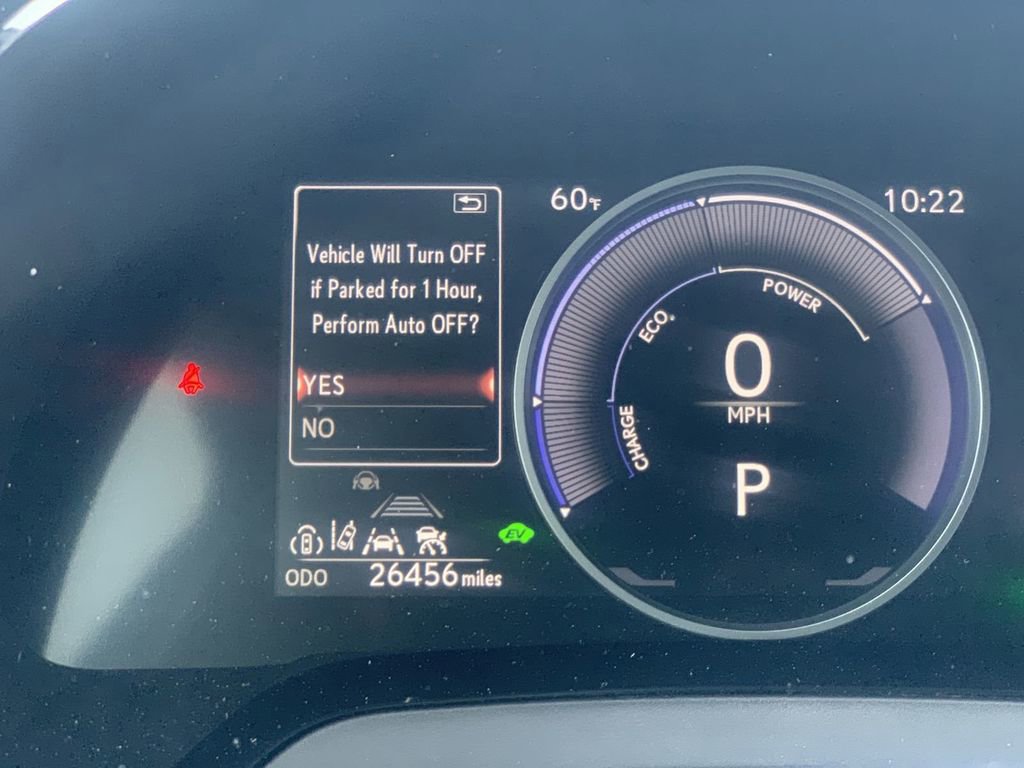 60°F
10:22
Vehicle Will Turn OFF
if Parked for 1 Hour,
Perform Auto OFF?
YES
NO
POWER
ECO
CHARGE
0
MPH
P
EV
ODO 26456 miles